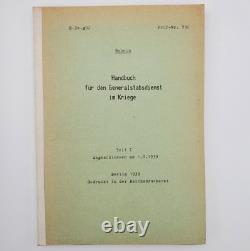 Geheim
Handbuch
für den Generalstabsdienst
im Kriege
Teil I
Abgeschlossen am 1.8.1939
Berlin 1939
Gedruckt in der Reichsdruckerei